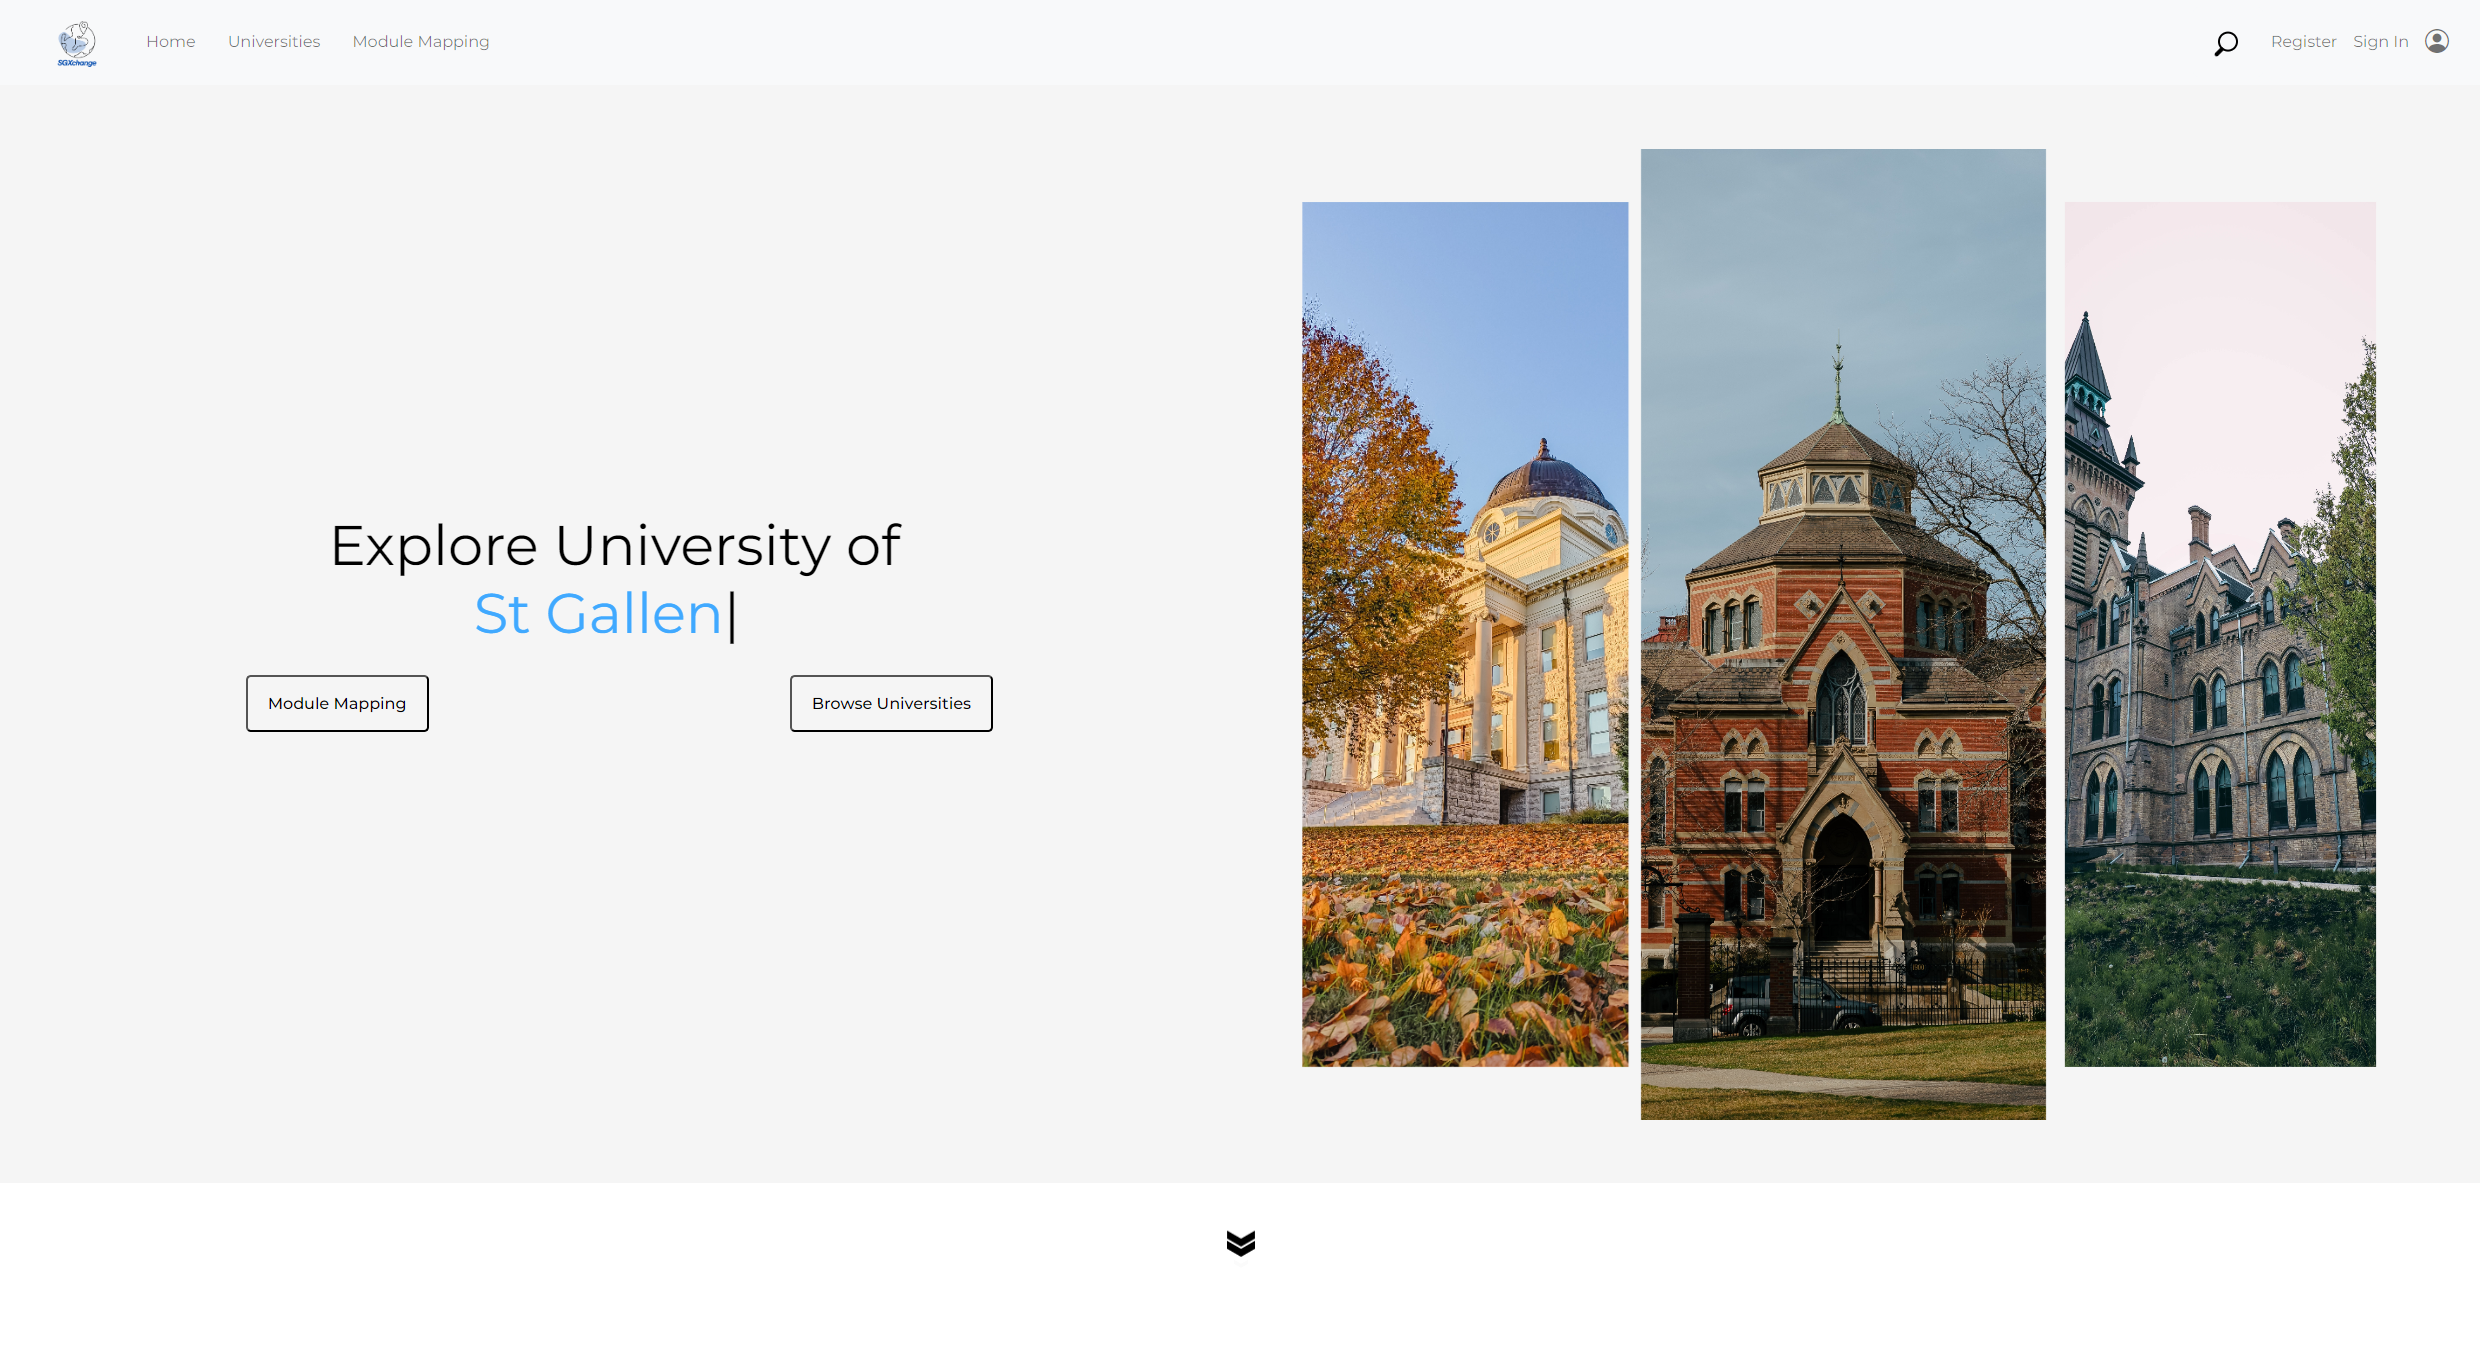 SGXchange
Home Universities Module Mapping
Register Sign In
Explore University of
St Gallen|
Module Mapping
Browse Universities